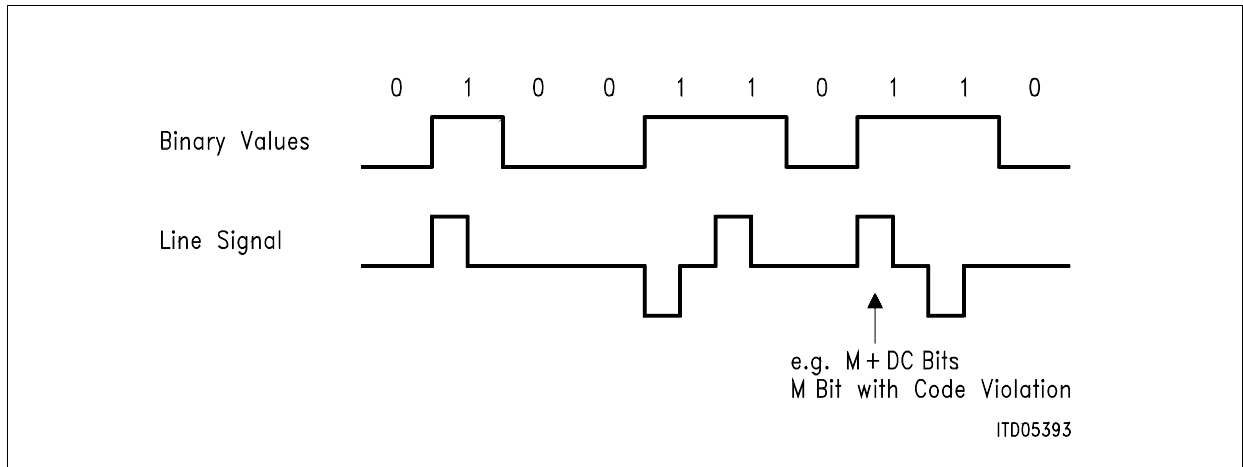 0 1 0 0 1 1 0 1 1 0
Binary Values
Line Signal
e.g. M + DC Bits
M Bit with Code Violation
ITD05393